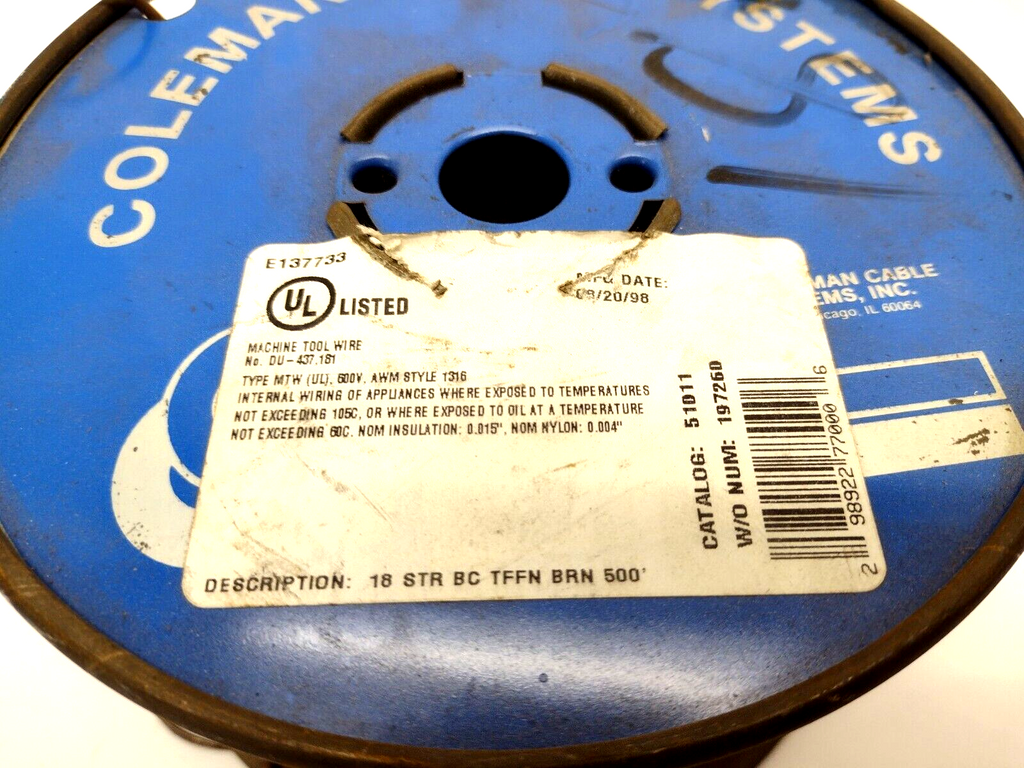 COLEMAN
YSTEMS
E137733
UL LISTED
MFG DATE:
08/20/98
MACHINE TOOL WIRE
No. DU-437,181
TYPE MTW (UL), 600V, AWM STYLE 1316
INTERNAL WIRING OF APPLIANCES WHERE EXPOSED TO TEMPERATURES
NOT EXCEEDING 105C, OR WHERE EXPOSED TO OIL AT A TEMPERATURE
NOT EXCEEDING 60C. NOM INSULATION: 0.015", NOM NYLON: 0.004"
CATALOG: 51011
W/O NUM: 197260
2 98922 77000 6
DESCRIPTION: 18 STR BC TFFN BRN 500'
MAN CABLE
EMS, INC.
cago, IL 60064